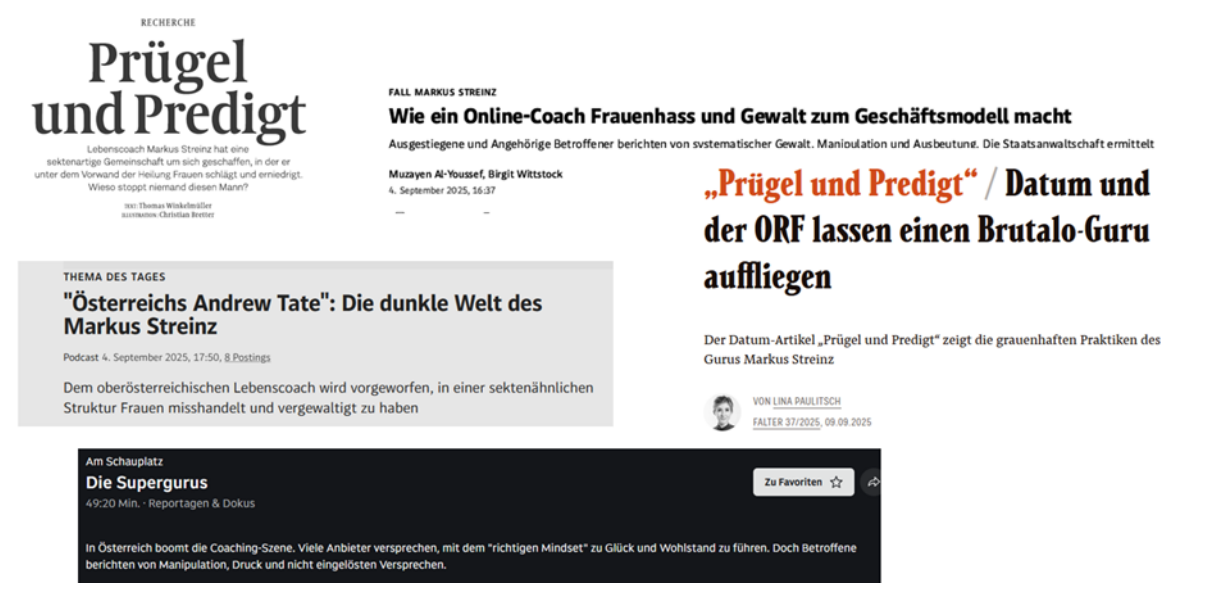 RECHERCHE
Prügel
und Predigt
Lebenscoach Markus Streinz hat eine
sektenartige Gemeinschaft um sich geschaffen, in der er
unter dem Vorwand der Heilung Frauen schlägt und erniedrigt.
Wieso stoppt niemand diesen Mann?
TEXT: Thomas Winkelmüller
ILLUSTRATION: Christian Bretter
FALL MARKUS STREINZ
Wie ein Online-Coach Frauenhass und Gewalt zum Geschäftsmodell macht
Ausgestiegene und Angehörige Betroffener berichten von systematischer Gewalt, Manipulation und Ausbeutung. Die Staatsanwaltschaft ermittelt
Muzayen Al-Youssef, Birgit Wittstock
4. September 2025, 16:37
„Prügel und Predigt“ / Datum und
der ORF lassen einen Brutalo-Guru
auffliegen
Der Datum-Artikel „Prügel und Predigt“ zeigt die grauenhaften Praktiken des
Gurus Markus Streinz
VON LINA PAULITSCH
FALTER 37/2025, 09.09.2025
THEMA DES TAGES
"Österreichs Andrew Tate": Die dunkle Welt des
Markus Streinz
Podcast 4. September 2025, 17:50, 8 Postings
Dem oberösterreichischen Lebenscoach wird vorgeworfen, in einer sektenähnlichen
Struktur Frauen misshandelt und vergewaltigt zu haben
Am Schauplatz
Die Supergurus
49:20 Min. · Reportagen & Dokus
Zu Favoriten
In Österreich boomt die Coaching-Szene. Viele Anbieter versprechen, mit dem "richtigen Mindset" zu Glück und Wohlstand zu führen. Doch Betroffene
berichten von Manipulation, Druck und nicht eingelösten Versprechen.